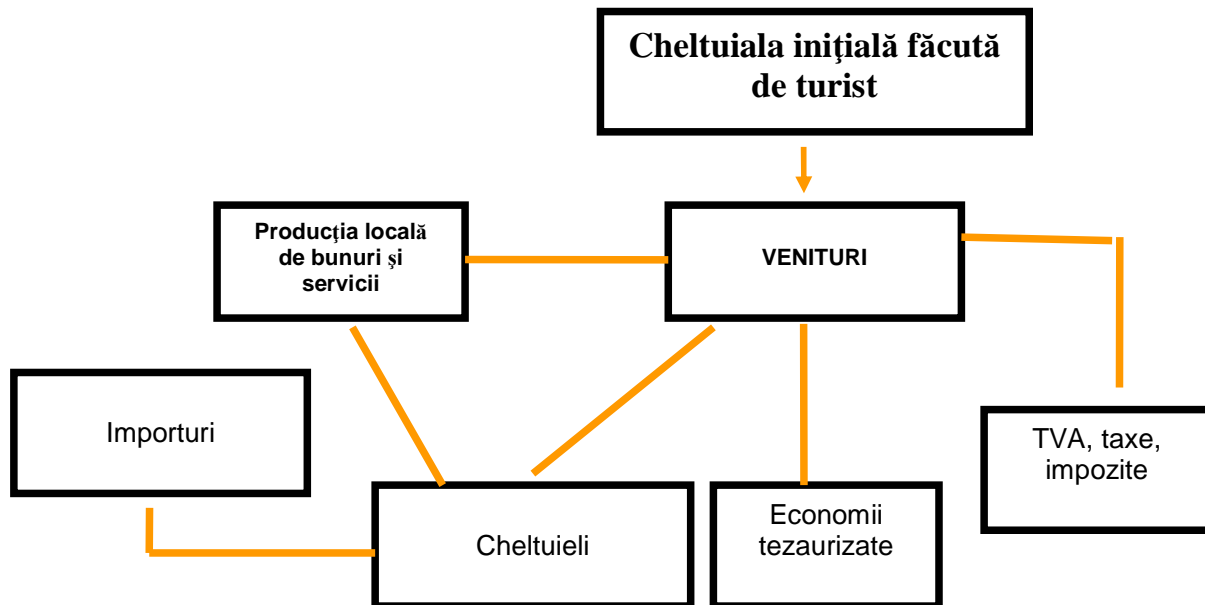 Cheltuiala iniţială făcută
de turist
Producţia locală
de bunuri şi
servicii
VENITURI
Importuri
TVA, taxe,
impozite
Cheltuieli
Economii
tezaurizate